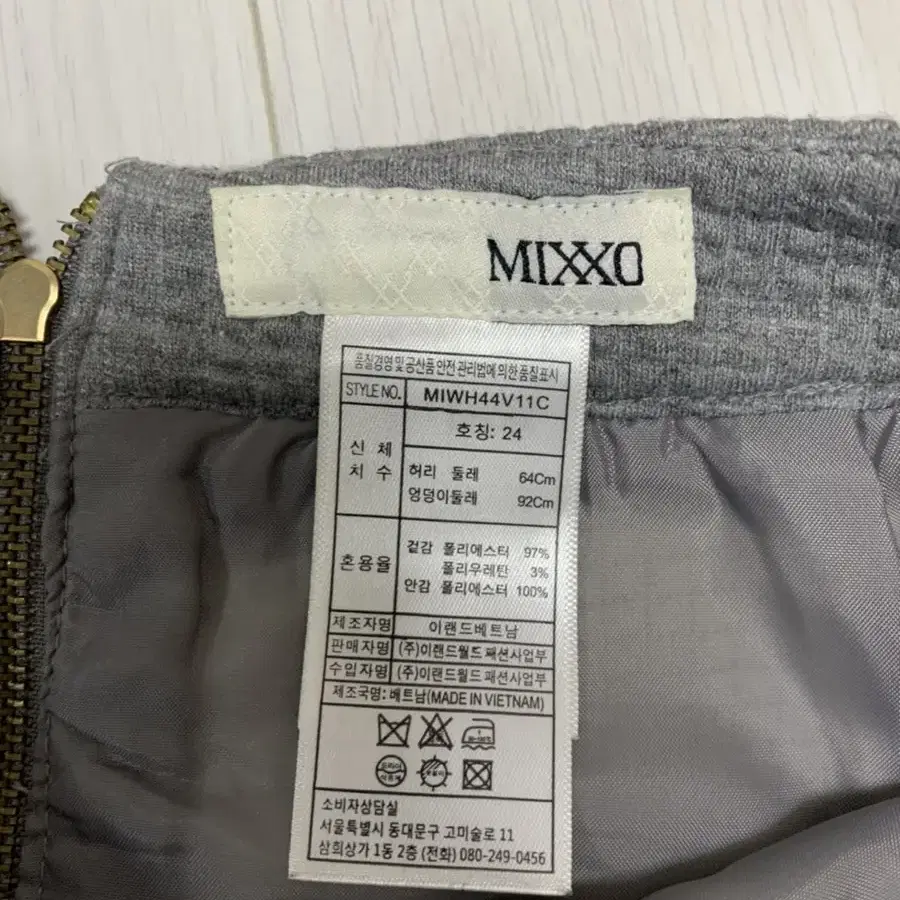 MIXXO
품질경영 및 공산품 안전 관리법에 의한 품질표시
STYLE NO. MIWH44V11C
신체 치수
호칭: 24
허리 둘레 64Cm
엉덩이둘레 92Cm
혼용율
겉감 폴리에스터 97%
폴리우레탄 3%
안감 폴리에스터 100%
제조자명 이랜드베트남
판매자명 (주)이랜드월드 패션사업부
수입자명 (주)이랜드월드 패션사업부
제조국명: 베트남(MADE IN VIETNAM)
소비자상담실
서울특별시 동대문구 고미술로 11
삼희상가 1동 2층 (전화) 080-249-0456